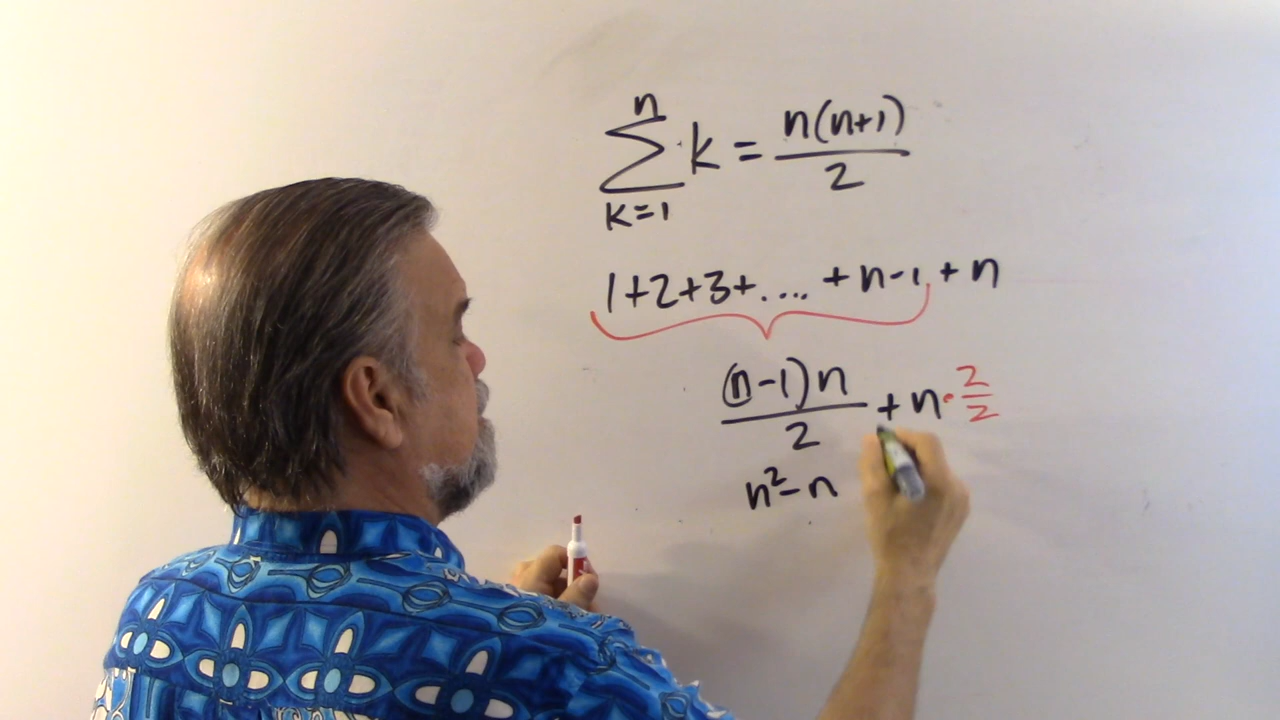 n
∑ k = n(n+1)/2
k=1
1+2+3+.... +n-1+n
(n-1)n/2 + n·2/2
n²-n